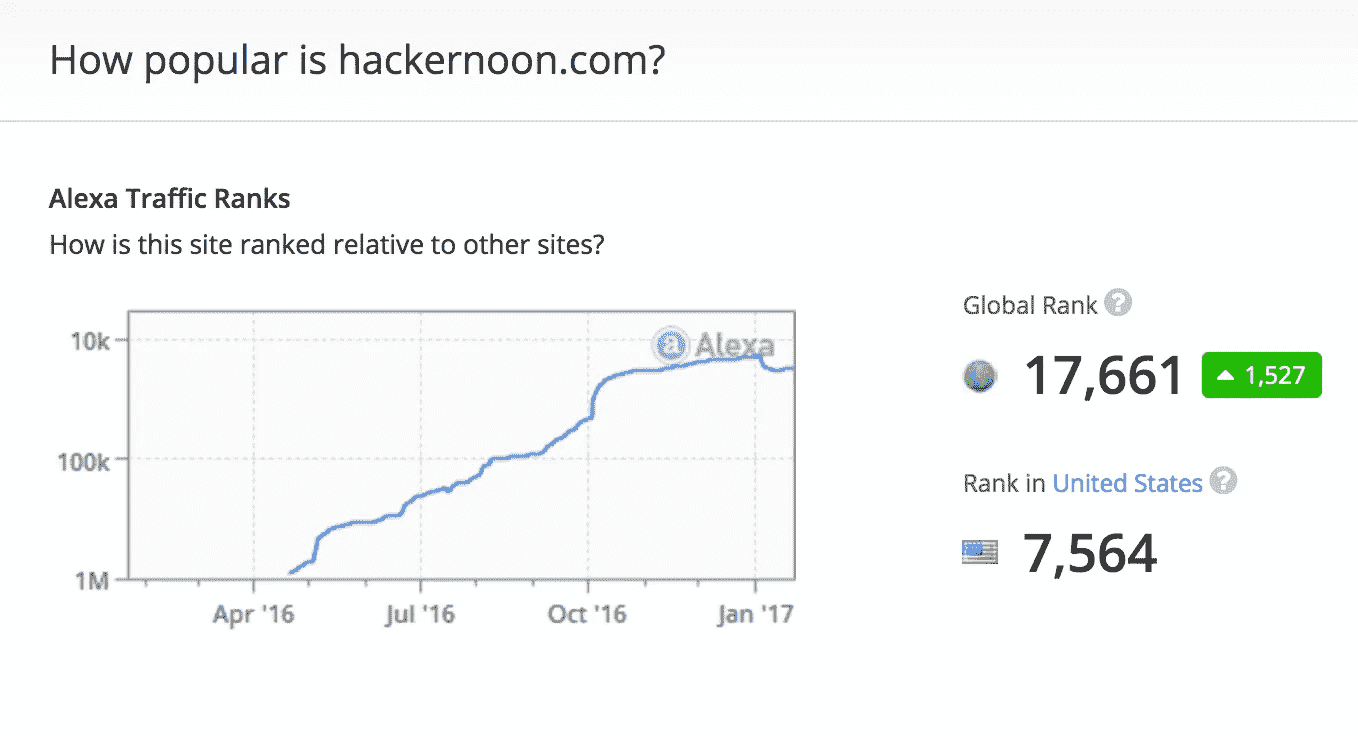 How popular is hackernoon.com?
Alexa Traffic Ranks
How is this site ranked relative to other sites?
10k
100k
1M
Apr '16
Jul '16
Oct '16
Jan '17
a Alexa
Global Rank ?
17,661 1,527
Rank in United States ?
7,564